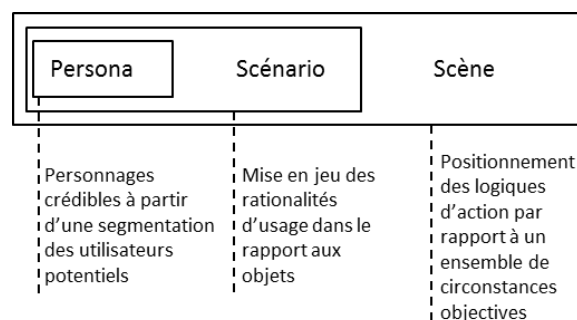 Persona
Scénario
Scène
Personnages
crédibles à partir
d'une segmentation
des utilisateurs
potentiels
Mise en jeu des
rationalités
d'usage dans le
rapport aux
objets
Positionnement
des logiques
d'action par
rapport à un
ensemble de
circonstances
objectives